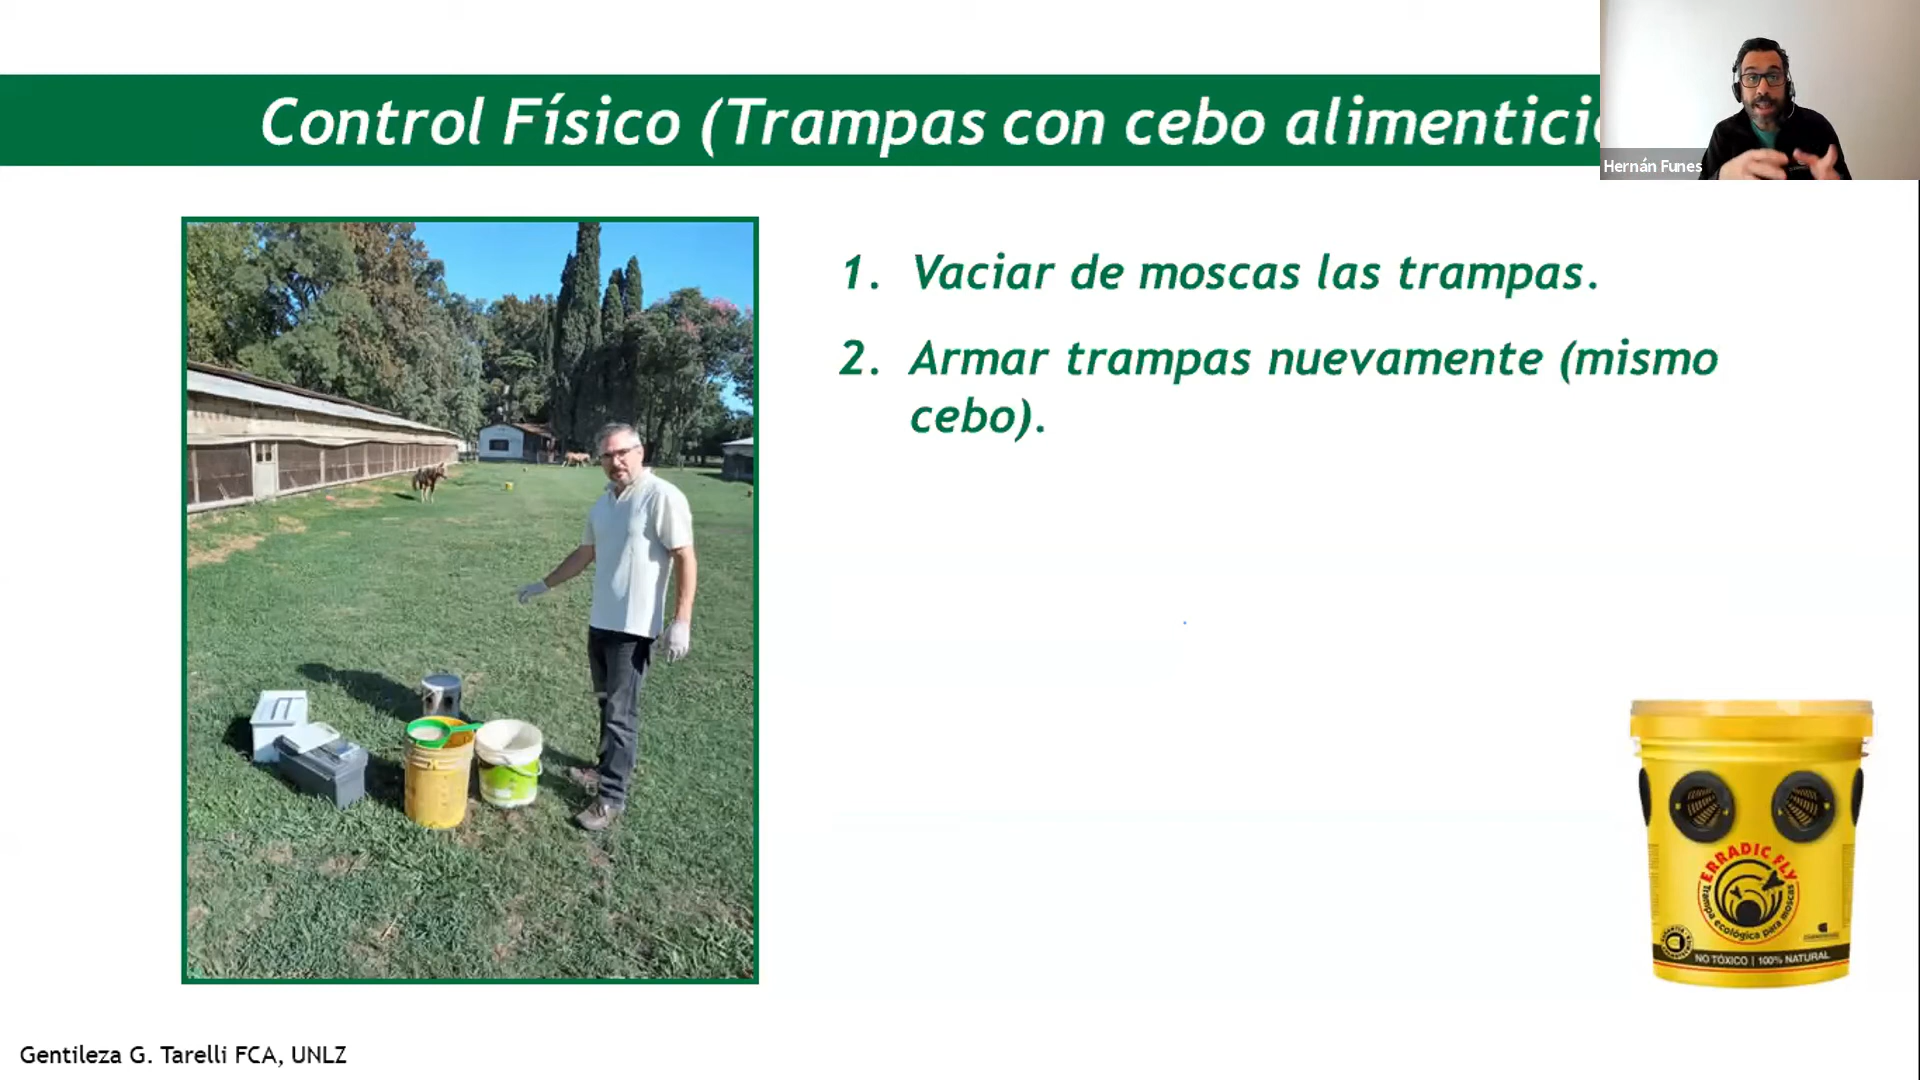 Control Físico (Trampas con cebo alimentici
Hernán Funes
1. Vaciar de moscas las trampas.
2. Armar trampas nuevamente (mismo
cebo).
ERRADIC FLY
Trampa ecológica para moscas
NO TÓXICO | 100% NATURAL
Gentileza G. Tarelli FCA, UNLZ